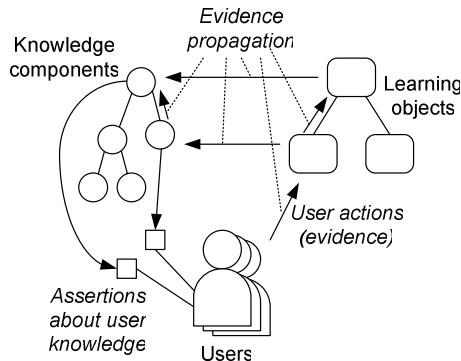 Evidence
propagation
Knowledge
components
Learning
objects
User actions
(evidence)
Assertions
about user
knowledge
Users